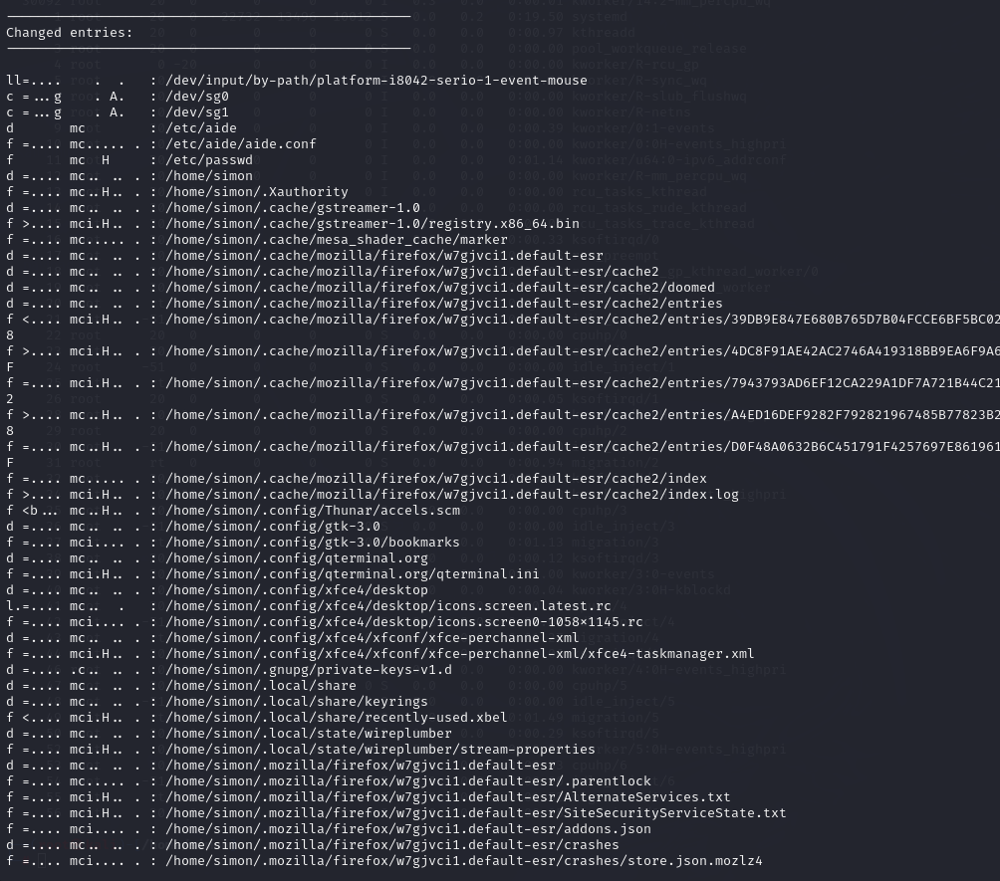 Changed entries:
ll=....    .  .   : /dev/input/by-path/platform-i8042-serio-1-event-mouse
c =...g    . A.   : /dev/sg0
c =...g    . A.   : /dev/sg1
d       mc        : /etc/aide
f =.... mc..... . : /etc/aide/aide.conf
f       mc  H     : /etc/passwd
d =.... mc..  .. . : /home/simon
f =.... mc..H.. . : /home/simon/.Xauthority
d =.... mc..  .. . : /home/simon/.cache/gstreamer-1.0
f >.... mci.H.. . : /home/simon/.cache/gstreamer-1.0/registry.x86_64.bin
f =.... mc..... . : /home/simon/.cache/mesa_shader_cache/marker
d =.... mc..  .. . : /home/simon/.cache/mozilla/firefox/w7gjvci1.default-esr
d =.... mc..  .. . : /home/simon/.cache/mozilla/firefox/w7gjvci1.default-esr/cache2
d =.... mc..  .. . : /home/simon/.cache/mozilla/firefox/w7gjvci1.default-esr/cache2/doomed
d =.... mc..  .. . : /home/simon/.cache/mozilla/firefox/w7gjvci1.default-esr/cache2/entries
f <.... mci.H.. . : /home/simon/.cache/mozilla/firefox/w7gjvci1.default-esr/cache2/entries/39DB9E847E680B765D7B04FCCE6BF5BC02
8
f >.... mci.H.. . : /home/simon/.cache/mozilla/firefox/w7gjvci1.default-esr/cache2/entries/4DC8F91AE42AC2746A419318BB9EA6F9A6
F
f =.... mci.H.. . : /home/simon/.cache/mozilla/firefox/w7gjvci1.default-esr/cache2/entries/7943793AD6EF12CA229A1DF7A721B44C21
2
f >.... mci.H.. . : /home/simon/.cache/mozilla/firefox/w7gjvci1.default-esr/cache2/entries/A4ED16DEF9282F792821967485B77823B2
8
f =.... mci.H.. . : /home/simon/.cache/mozilla/firefox/w7gjvci1.default-esr/cache2/entries/D0F48A0632B6C451791F4257697E861961
F
f =.... mc..... . : /home/simon/.cache/mozilla/firefox/w7gjvci1.default-esr/cache2/index
f >.... mci.H.. . : /home/simon/.cache/mozilla/firefox/w7gjvci1.default-esr/cache2/index.log
f <b... mc..H.. . : /home/simon/.config/Thunar/accels.scm
d =.... mc..  .. . : /home/simon/.config/gtk-3.0
f =.... mci.... . : /home/simon/.config/gtk-3.0/bookmarks
d =.... mc..  .. . : /home/simon/.config/qterminal.org
f =.... mci.H.. . : /home/simon/.config/qterminal.org/qterminal.ini
d =.... mc..  .. . : /home/simon/.config/xfce4/desktop
l.=.... mc..  .   : /home/simon/.config/xfce4/desktop/icons.screen.latest.rc
f =.... mci.... . : /home/simon/.config/xfce4/desktop/icons.screen0-1058×1145.rc
d =.... mc..  .. . : /home/simon/.config/xfce4/xfconf/xfce-perchannel-xml
f =.... mci.H.. . : /home/simon/.config/xfce4/xfconf/xfce-perchannel-xml/xfce4-taskmanager.xml
d =.... .c..  .. . : /home/simon/.gnupg/private-keys-v1.d
d =.... mc..  .. . : /home/simon/.local/share
d =.... mc..  .. . : /home/simon/.local/share/keyrings
f <.... mci.H.. . : /home/simon/.local/share/recently-used.xbel
d =.... mc..  .. . : /home/simon/.local/state/wireplumber
f =.... mci.H.. . : /home/simon/.local/state/wireplumber/stream-properties
d =.... mc..  .. . : /home/simon/.mozilla/firefox/w7gjvci1.default-esr
f =.... mc..... . : /home/simon/.mozilla/firefox/w7gjvci1.default-esr/.parentlock
f =.... mci.H.. . : /home/simon/.mozilla/firefox/w7gjvci1.default-esr/AlternateServices.txt
f =.... mci.H.. . : /home/simon/.mozilla/firefox/w7gjvci1.default-esr/SiteSecurityServiceState.txt
f =.... mci.... . : /home/simon/.mozilla/firefox/w7gjvci1.default-esr/addons.json
d =.... mc..  .. . : /home/simon/.mozilla/firefox/w7gjvci1.default-esr/crashes
f =.... mci.... . : /home/simon/.mozilla/firefox/w7gjvci1.default-esr/crashes/store.json.mozlz4